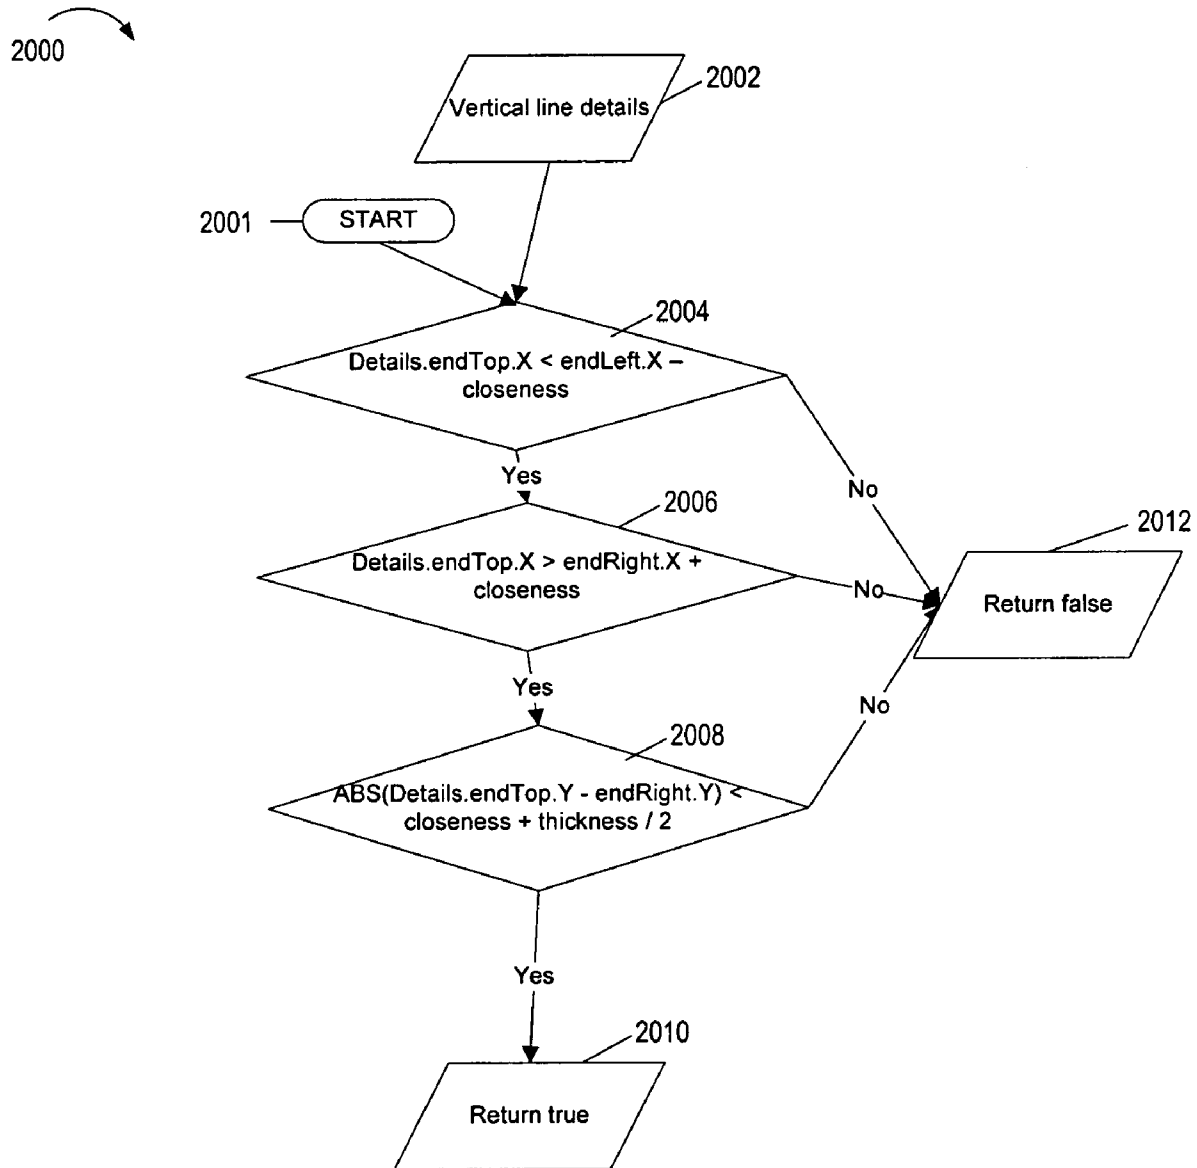 2000
2002
Vertical line details
2001
START
2004
Details.endTop.X < endLeft.X –
closeness
Yes
No
2006
Details.endTop.X > endRight.X +
closeness
No
2012
Return false
Yes
No
2008
ABS(Details.endTop.Y - endRight.Y) <
closeness + thickness / 2
Yes
2010
Return true